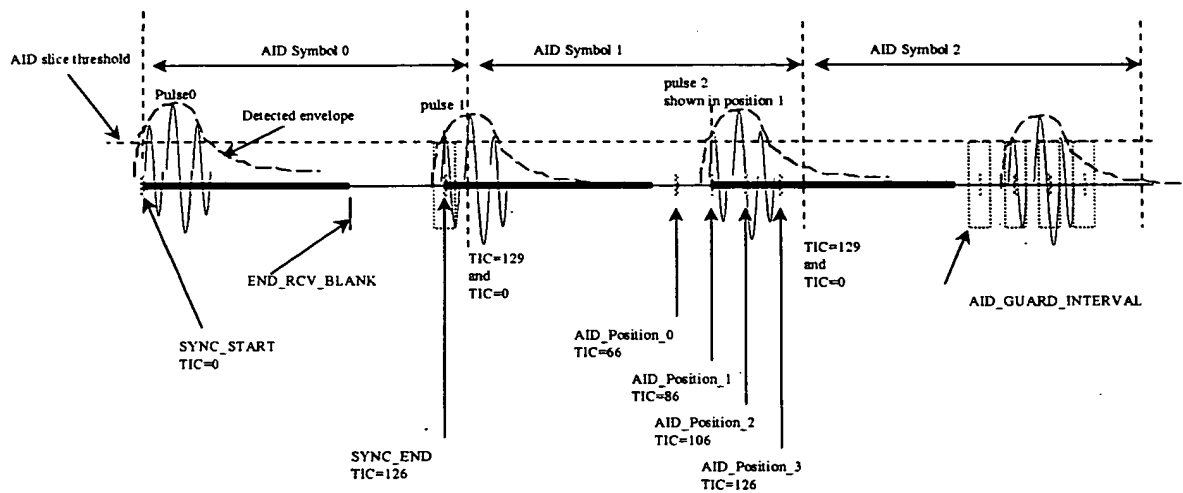 AID Symbol 0
AID Symbol 1
AID Symbol 2
AID slice threshold
Pulse0
Detected envelope
pulse 1
pulse 2
shown in position 1
TIC=129
and
TIC=0
TIC=129
and
TIC=0
END_RCV_BLANK
AID_GUARD_INTERVAL
SYNC_START
TIC=0
AID_Position_0
TIC=66
AID_Position_1
TIC=86
AID_Position_2
TIC=106
SYNC_END
TIC=126
AID_Position_3
TIC=126